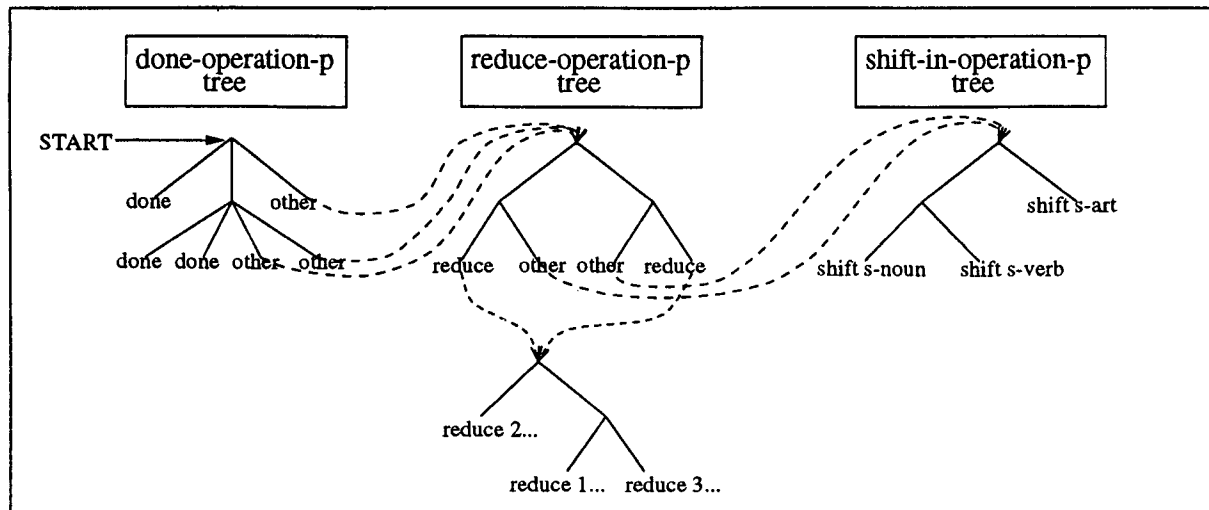 done-operation-p
tree
reduce-operation-p
tree
shift-in-operation-p
tree
START
done
other
shift s-art
done
done
other
other
reduce
other
other
reduce
shift s-noun
shift s-verb
reduce 2...
reduce 1...
reduce 3...